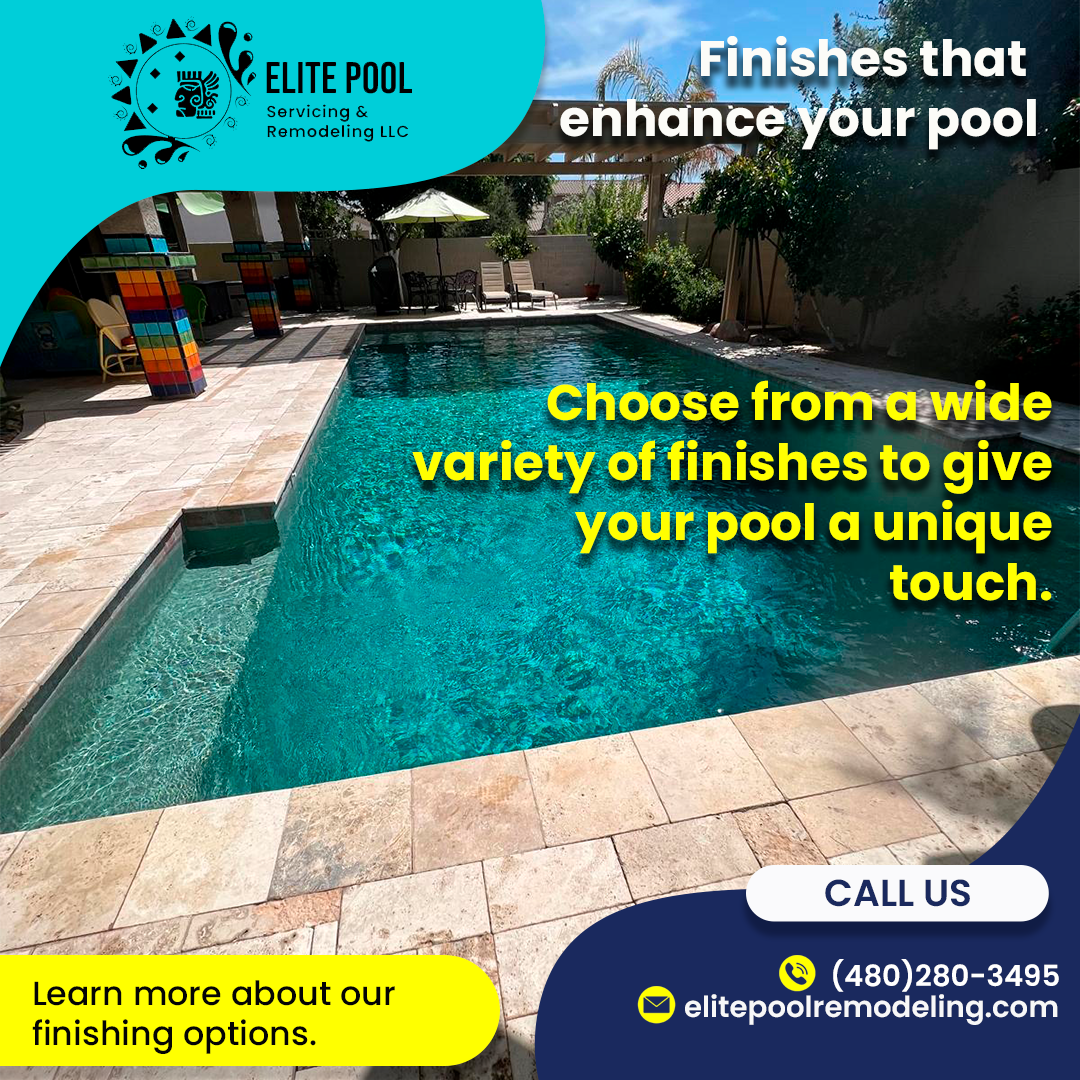 ELITE POOL
Servicing &
Remodeling LLC
Finishes that
enhance your pool
Choose from a wide
variety of finishes to give
your pool a unique
touch.
CALL US
(480)280-3495
elitepoolremodeling.com
Learn more about our
finishing options.